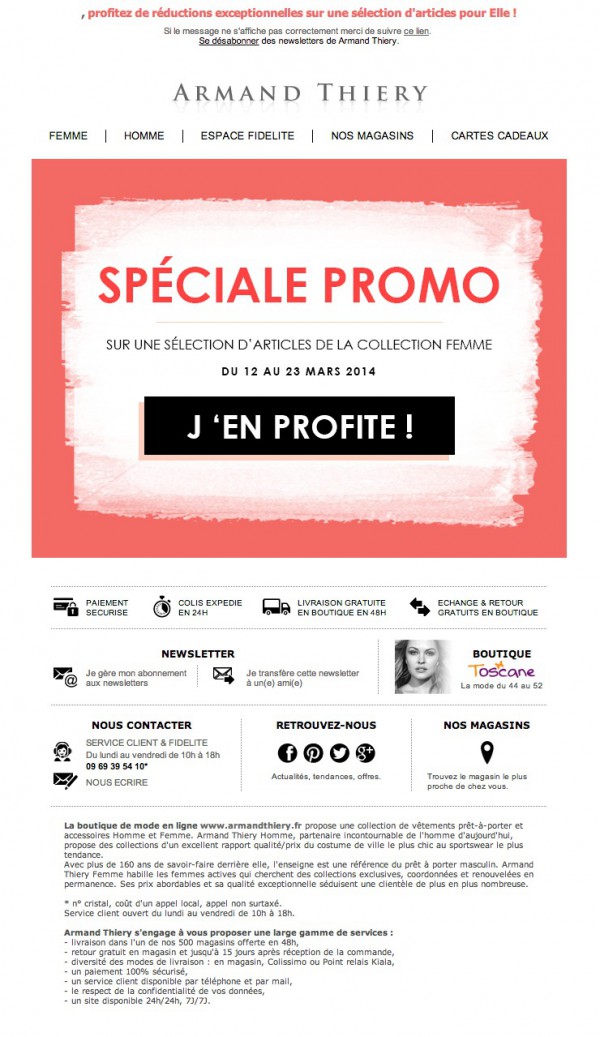 , profitez de réductions exceptionnelles sur une sélection d'articles pour Elle !
Si le message ne s'affiche pas correctement merci de suivre ce lien.
Se désabonner des newsletters de Armand Thiery.
ARMAND THIERY
FEMME | HOMME | ESPACE FIDELITE | NOS MAGASINS | CARTES CADEAUX
SPÉCIALE PROMO
SUR UNE SÉLECTION D'ARTICLES DE LA COLLECTION FEMME
DU 12 AU 23 MARS 2014
J 'EN PROFITE !
PAIEMENT
SECURISE
COLIS EXPEDIE
EN 24H
LIVRAISON GRATUITE
EN BOUTIQUE EN 48H
ECHANGE & RETOUR
GRATUITS EN BOUTIQUE
NEWSLETTER
Je gère mon abonnement
aux newsletters
Je transfère cette newsletter
à un(e) ami(e)
BOUTIQUE
Toscane
La mode du 44 au 52
NOUS CONTACTER
SERVICE CLIENT & FIDELITE
Du lundi au vendredi de 10h à 18h
09 69 39 54 10*
NOUS ECRIRE
RETROUVEZ-NOUS
Actualités, tendances, offres.
NOS MAGASINS
Trouvez le magasin le plus
proche de chez vous.
La boutique de mode en ligne www.armandthiery.fr propose une collection de vêtements prêt-à-porter et
accessoires Homme et Femme. Armand Thiery Homme, partenaire incontournable de l'homme d'aujourd'hui,
propose des collections d'un excellent rapport qualité/prix du costume de ville le plus chic au sportswear le plus
tendance.
Avec plus de 160 ans de savoir-faire derrière elle, l'enseigne est une référence du prêt à porter masculin. Armand
Thiery Femme habille les femmes actives qui cherchent des collections exclusives, coordonnées et renouvelées en
permanence. Ses prix abordables et sa qualité exceptionnelle séduisent une clientèle de plus en plus nombreuse.
* n° cristal, coût d'un appel local, appel non surtaxé.
Service client ouvert du lundi au vendredi de 10h à 18h.
Armand Thiery s'engage à vous proposer une large gamme de services :
- livraison dans l'un de nos 500 magasins offerte en 48h,
- retour gratuit en magasin et jusqu'à 15 jours après réception de la commande,
- diversité des modes de livraison : en magasin, Colissimo ou Point relais Kiala,
- un paiement 100% sécurisé,
- un service client disponible par téléphone et par mail,
- le respect de la confidentialité de vos données,
- un site disponible 24h/24h, 7J/7J.